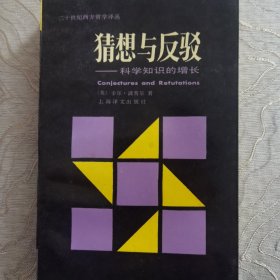 二十世纪西方哲学译丛
猜想与反驳
——科学知识的增长
Conjectures and Refutations
〔英〕卡尔·波普尔 著
上海译文出版社